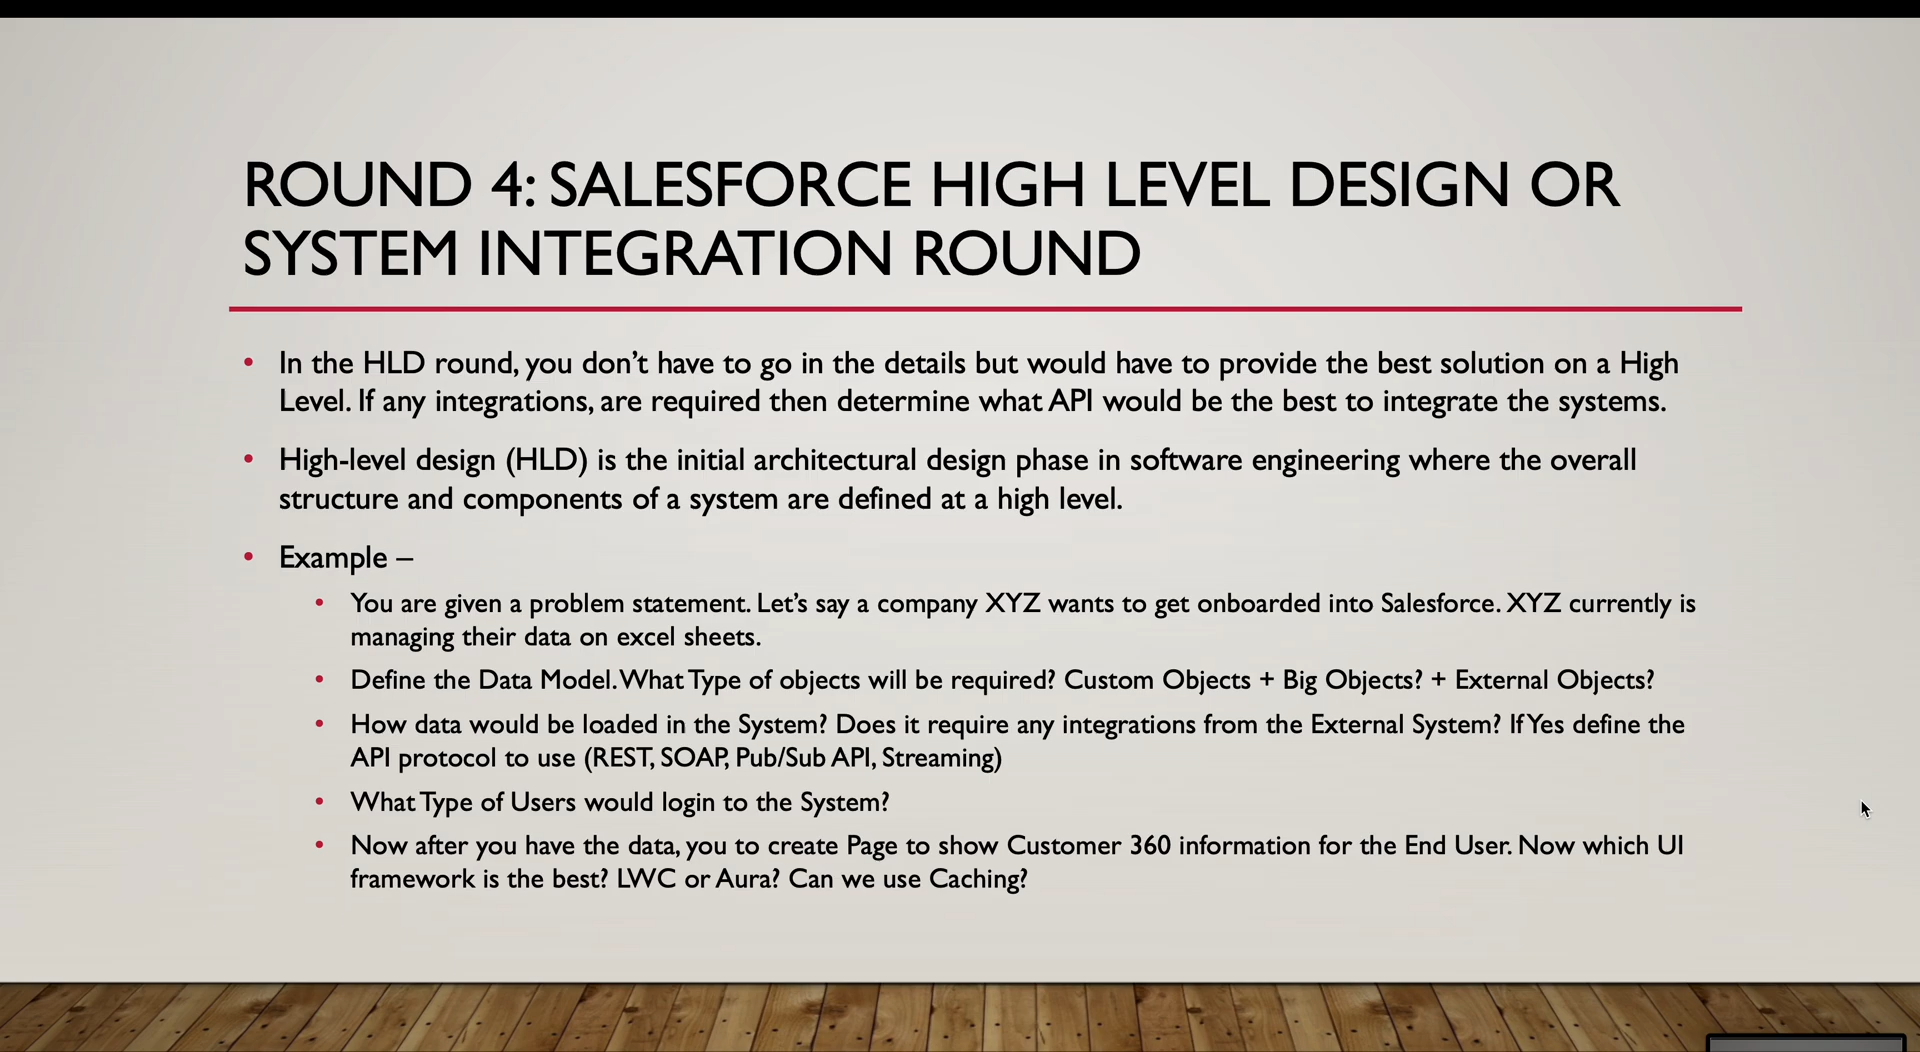 ROUND 4: SALESFORCE HIGH LEVEL DESIGN OR
SYSTEM INTEGRATION ROUND
• In the HLD round, you don't have to go in the details but would have to provide the best solution on a High
Level. If any integrations, are required then determine what API would be the best to integrate the systems.
• High-level design (HLD) is the initial architectural design phase in software engineering where the overall
structure and components of a system are defined at a high level.
• Example –
• You are given a problem statement. Let's say a company XYZ wants to get onboarded into Salesforce. XYZ currently is
managing their data on excel sheets.
• Define the Data Model. What Type of objects will be required? Custom Objects + Big Objects? + External Objects?
• How data would be loaded in the System? Does it require any integrations from the External System? If Yes define the
API protocol to use (REST, SOAP, Pub/Sub API, Streaming)
• What Type of Users would login to the System?
• Now after you have the data, you to create Page to show Customer 360 information for the End User. Now which UI
framework is the best? LWC or Aura? Can we use Caching?